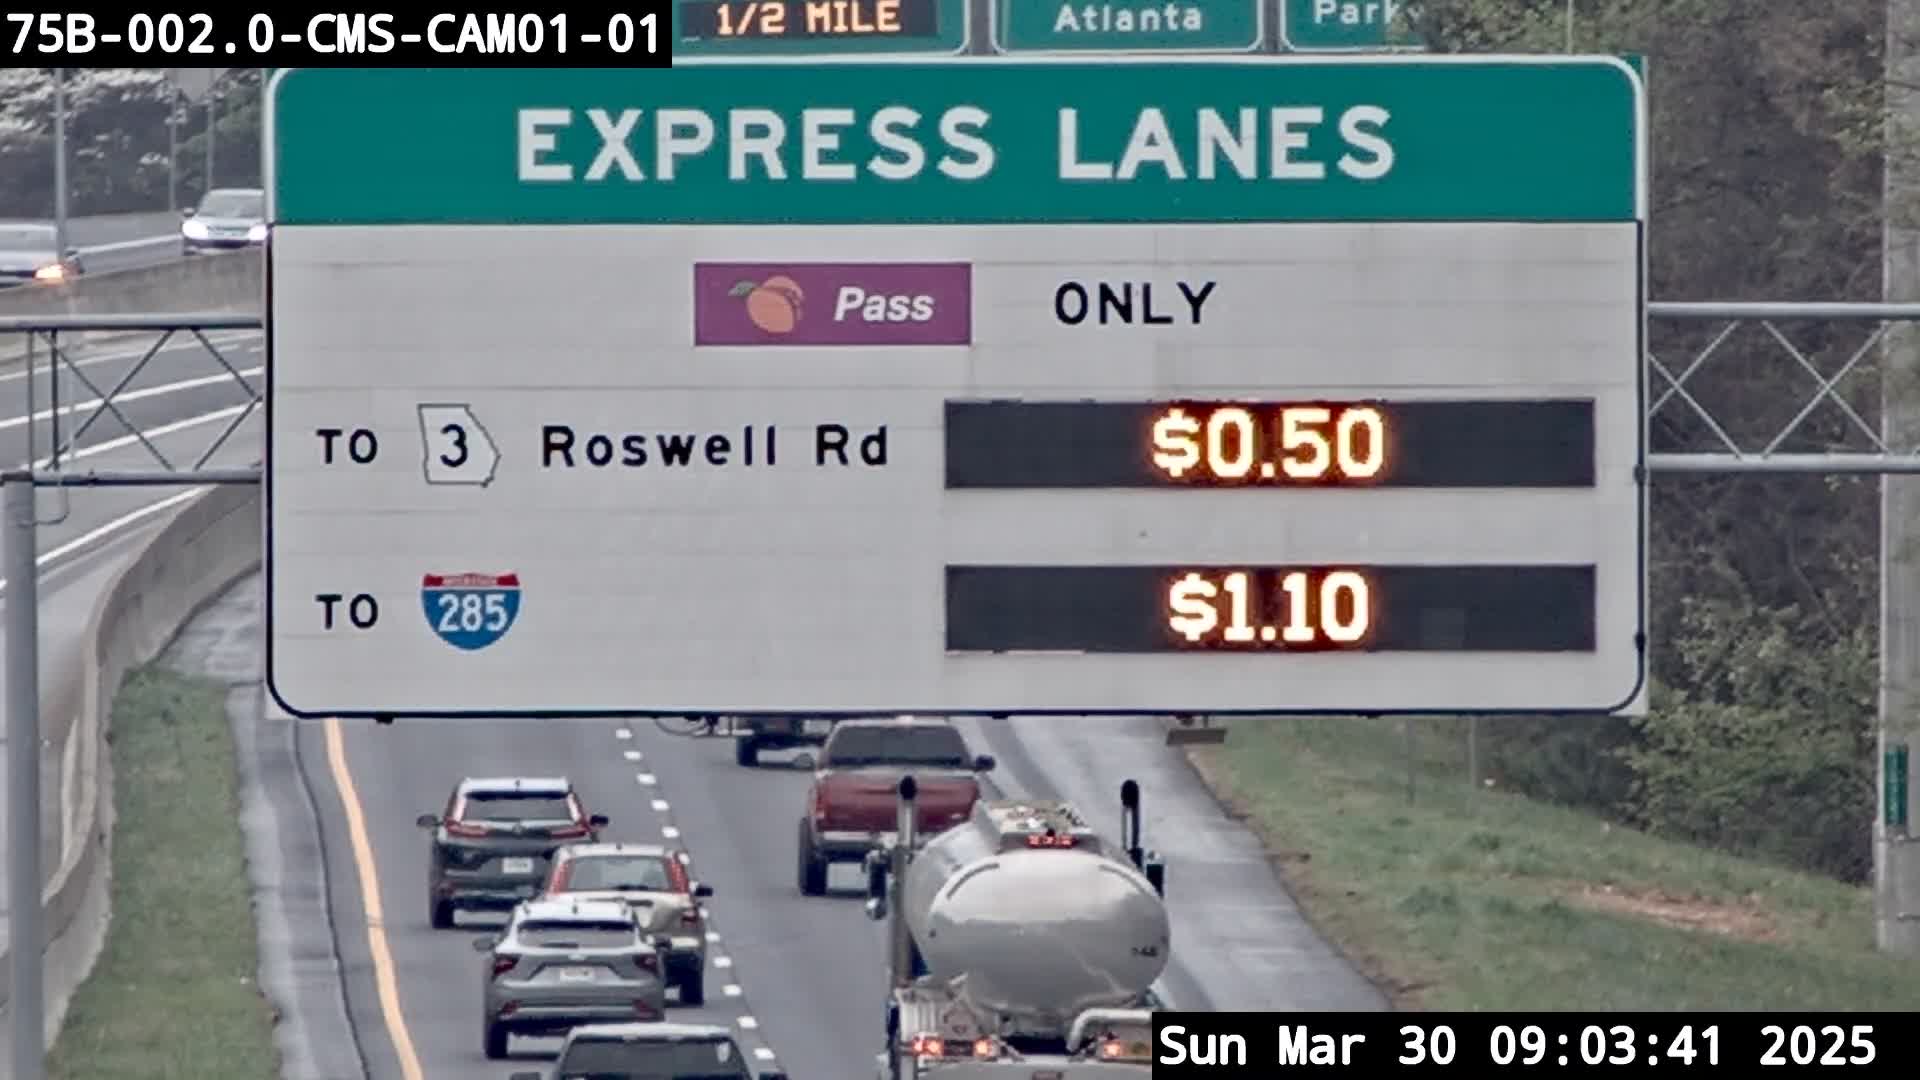 75B-002.0-CMS-CAM01-01
1/2 MILE
Atlanta
EXPRESS LANES
Pass ONLY
TO 3 Roswell Rd $0.50
TO 285 $1.10
Sun Mar 30 09:03:41 2025